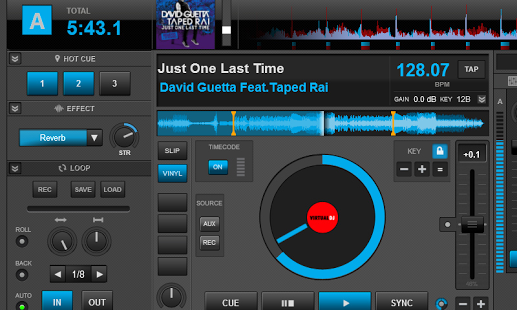 A
TOTAL
5:43.1
DAVID GUETTA
TAPED RAI
JUST ONE LAST TIME
HOT CUE
1 2 3
EFFECT
Reverb
STR
LOOP
REC SAVE LOAD
ROLL
BACK
1/8
AUTO
IN OUT
Just One Last Time
David Guetta Feat.Taped Rai
128.07
BPM
TAP
GAIN 0.0 dB KEY 12B
SLIP
VINYL
TIMECODE
ON
SOURCE
AUX
REC
VIRTUAL DJ
KEY
- + =
+0.1
A
CUE
SYNC
- +